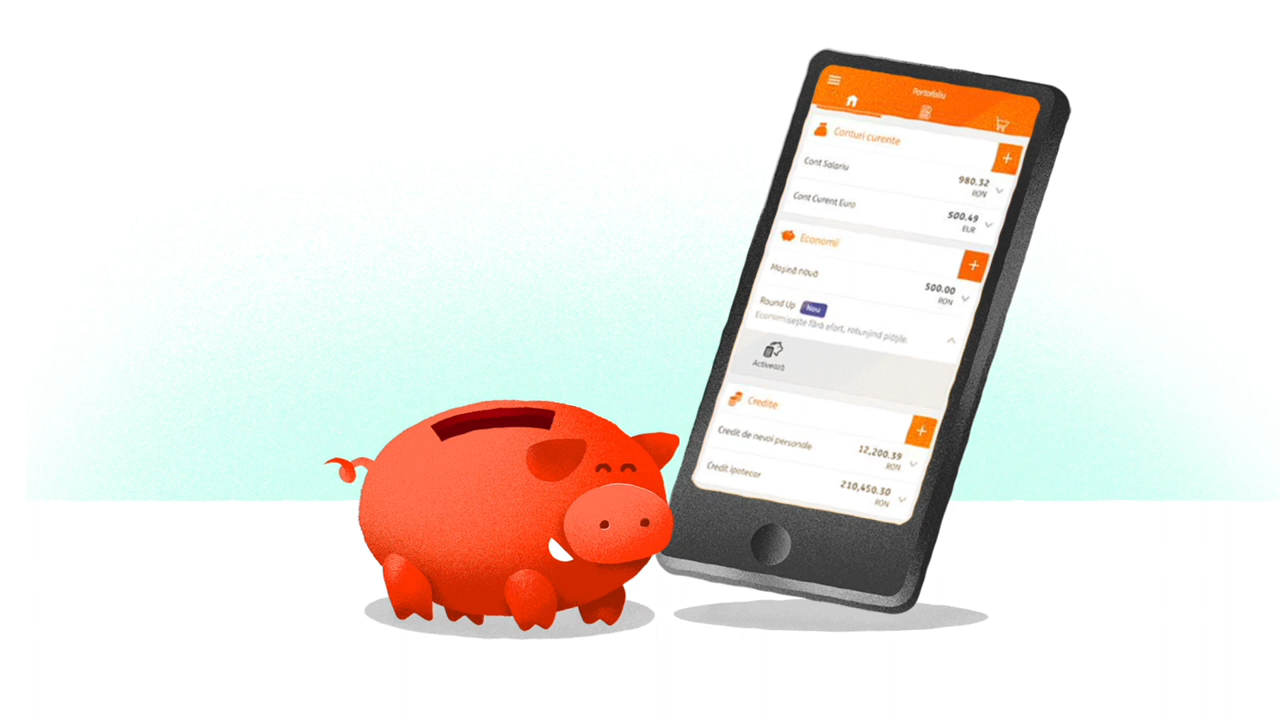 Portofoliu
Conturi curente
+
Cont Salariu
980.32
RON
Cont Curent Euro
500.49
EUR
Economii
+
Mașină nouă
500.00
RON
Round Up Nou
Economisește fără efort, rotunjind plățile.
Activează
Credite
+
Credit de nevoi personale
12,200.39
RON
Credit ipotecar
210,450.30
RON